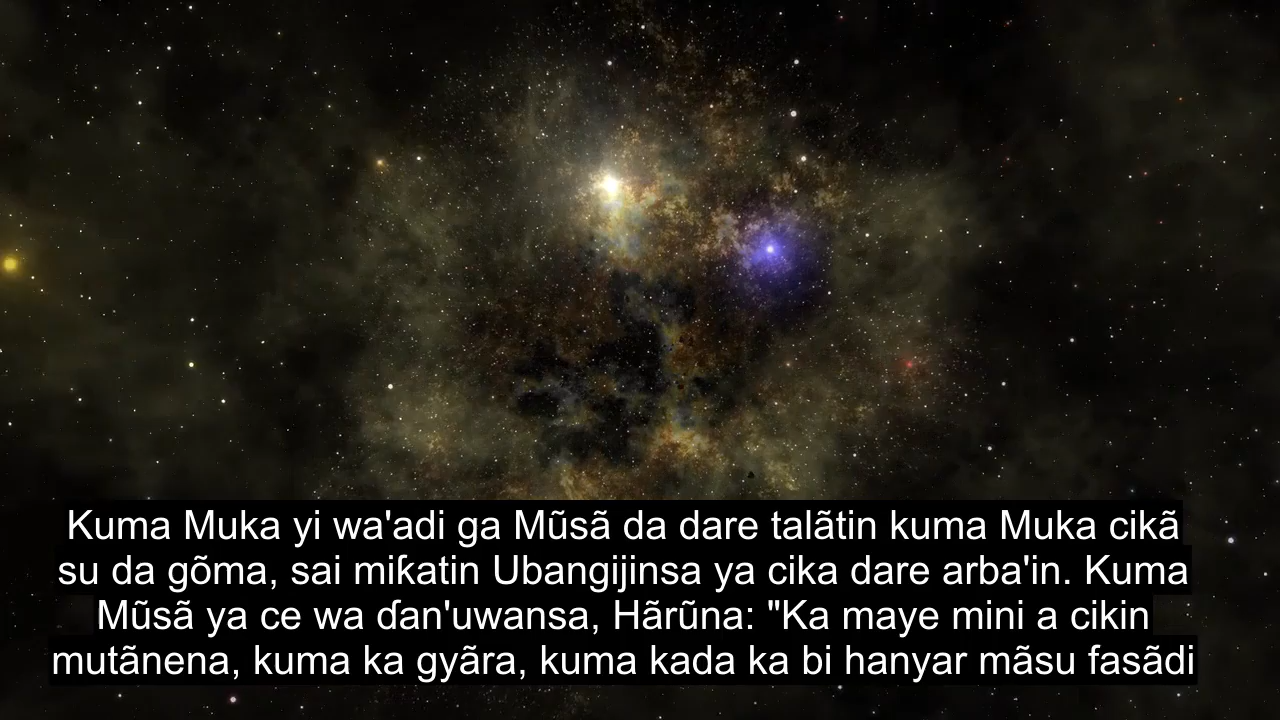 Kuma Muka yi wa'adi ga Mũsã da dare talãtin kuma Muka cikã
su da gõma, sai miƙatin Ubangijinsa ya cika dare arba'in. Kuma
Mũsã ya ce wa ɗan'uwansa, Hãrũna: "Ka maye mini a cikin
mutãnena, kuma ka gyãra, kuma kada ka bi hanyar mãsu fasãdi